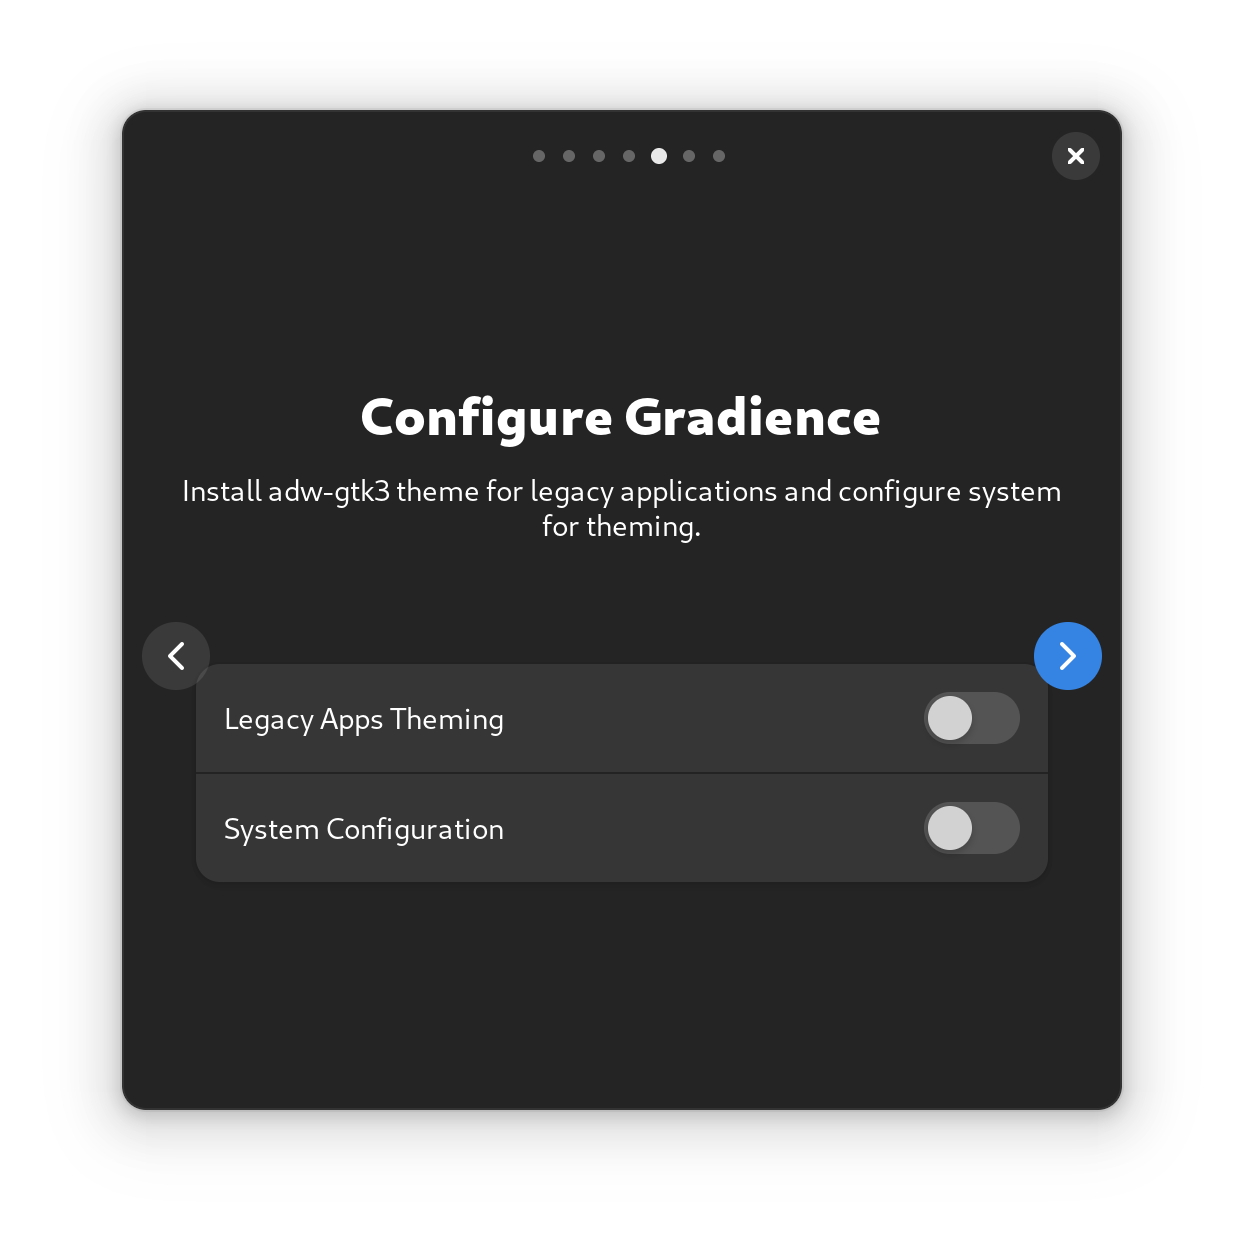 Configure Gradience
Install adw-gtk3 theme for legacy applications and configure system
for theming.
Legacy Apps Theming
System Configuration